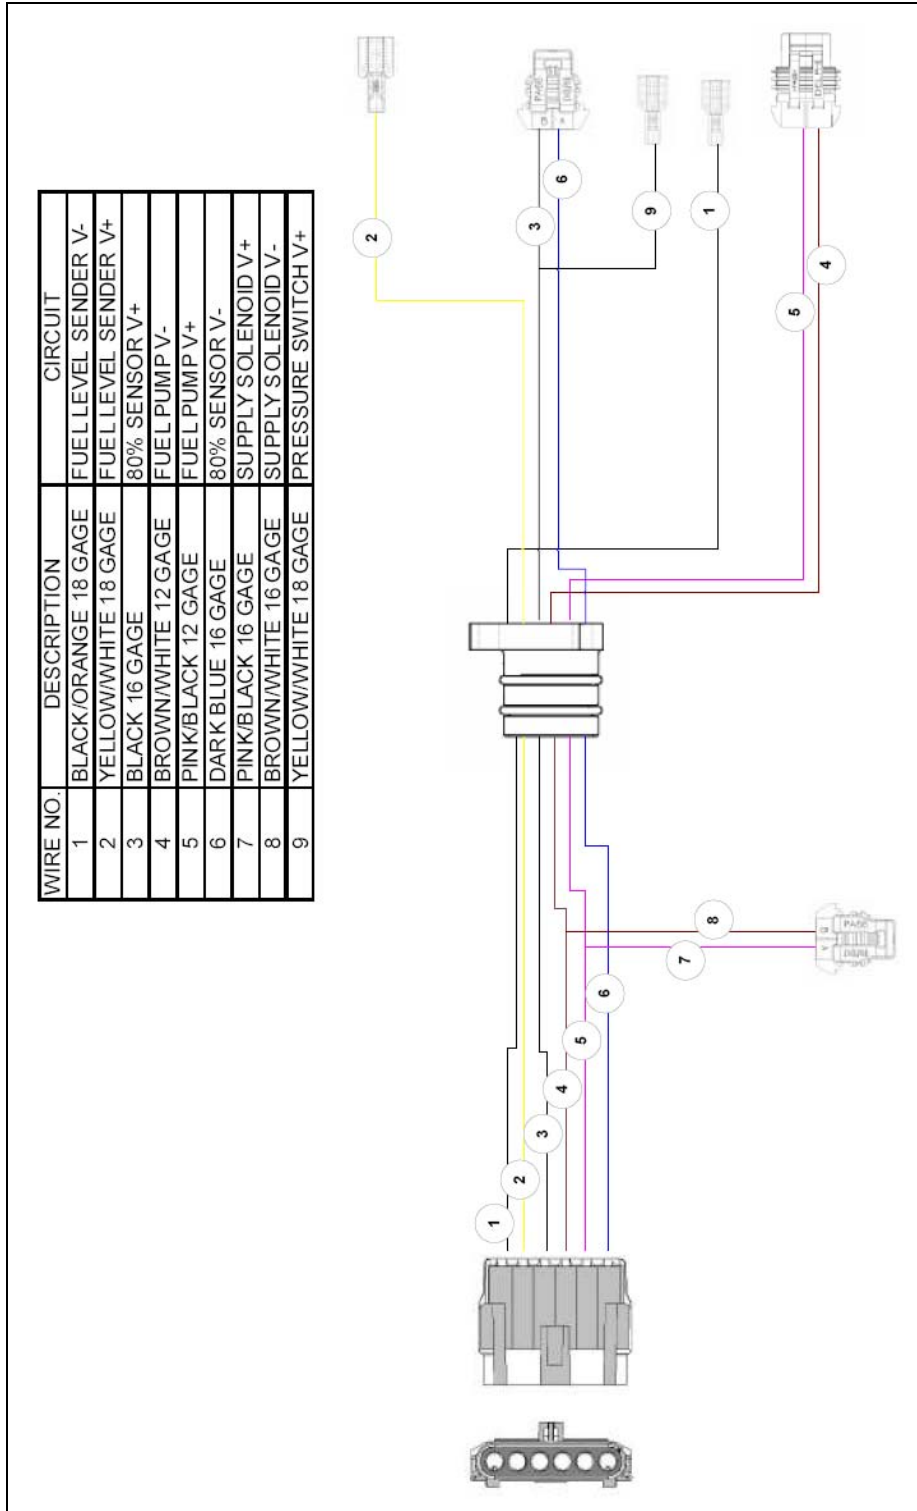 WIRE NO. DESCRIPTION CIRCUIT
1 BLACK/ORANGE 18 GAGE FUEL LEVEL SENDER V-
2 YELLOW/WHITE 18 GAGE FUEL LEVEL SENDER V+
3 BLACK 16 GAGE 80% SENSOR V+
4 BROWN/WHITE 12 GAGE FUEL PUMP V-
5 PINK/BLACK 12 GAGE FUEL PUMP V+
6 DARK BLUE 16 GAGE 80% SENSOR V-
7 PINK/BLACK 16 GAGE SUPPLY SOLENOID V+
8 BROWN/WHITE 16 GAGE SUPPLY SOLENOID V-
9 YELLOW/WHITE 18 GAGE PRESSURE SWITCH V+
1
2
3
4
5
6
7
8
2
3
6
9
1
5
4
B A
PA66
A B
PA66